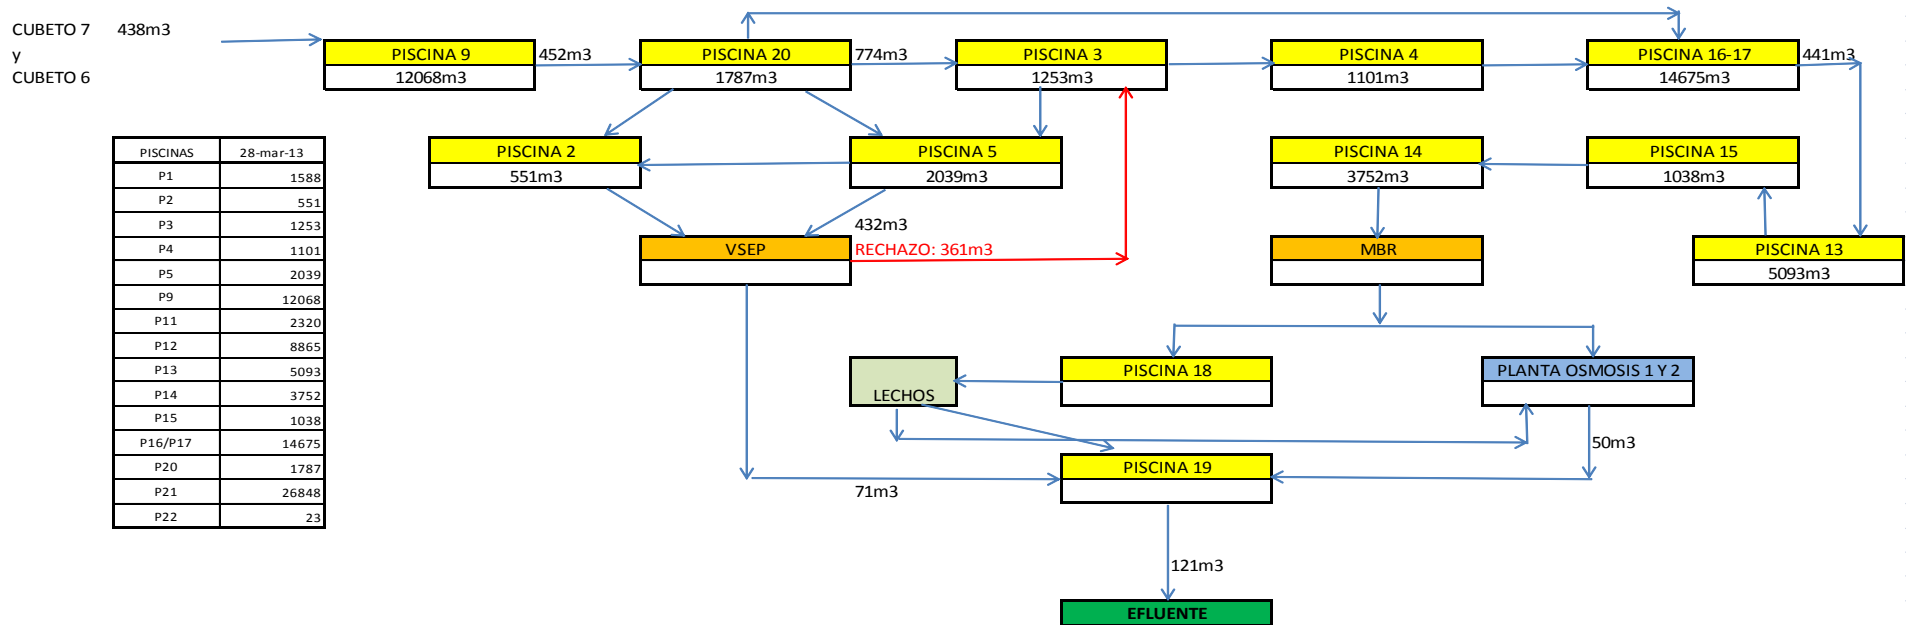 CUBETO 7 438m3
y
CUBETO 6
PISCINA 9
12068m3
452m3
PISCINA 20
1787m3
774m3
PISCINA 3
1253m3
PISCINA 4
1101m3
PISCINA 16-17
14675m3
441m3
PISCINA 2
551m3
PISCINA 5
2039m3
PISCINA 14
3752m3
PISCINA 15
1038m3
432m3
VSEP
RECHAZO: 361m3
MBR
PISCINA 13
5093m3
PISCINAS 28-mar-13
P1 1588
P2 551
P3 1253
P4 1101
P5 2039
P9 12068
P11 2320
P12 8865
P13 5093
P14 3752
P15 1038
P16/P17 14675
P20 1787
P21 26848
P22 23
LECHOS
PISCINA 18
PLANTA OSMOSIS 1 Y 2
50m3
PISCINA 19
71m3
121m3
EFLUENTE